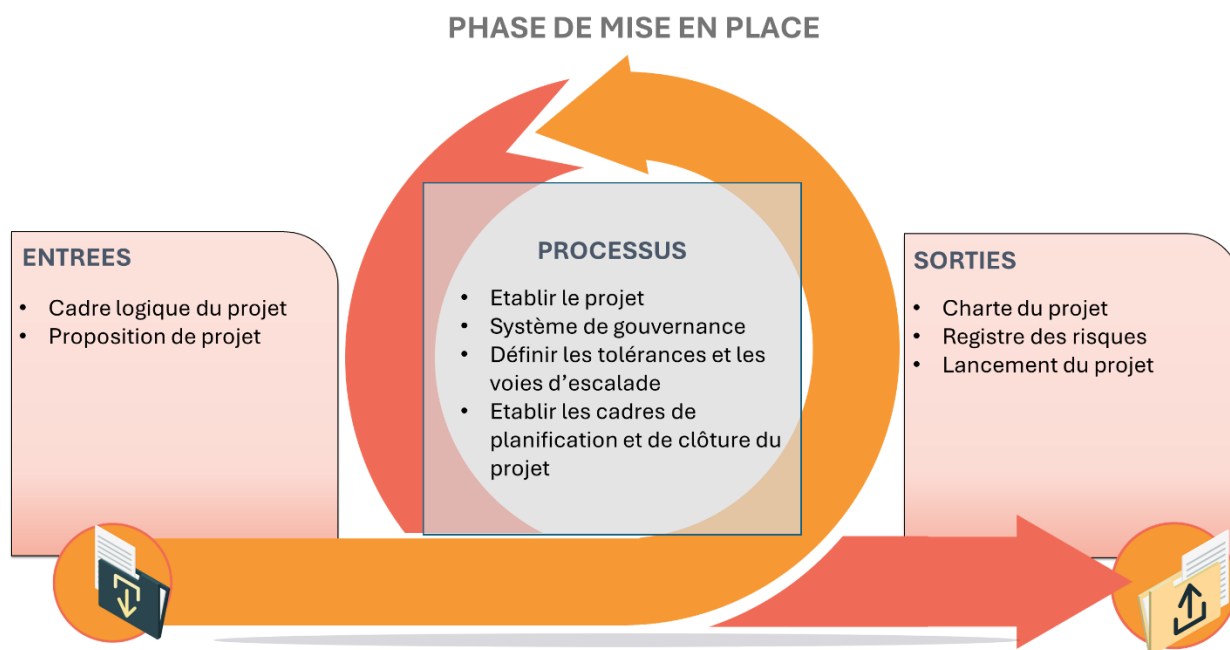 PHASE DE MISE EN PLACE
ENTREES
• Cadre logique du projet
• Proposition de projet
PROCESSUS
• Etablir le projet
• Système de gouvernance
• Définir les tolérances et les
voies d’escalade
• Etablir les cadres de
planification et de clôture du
projet
SORTIES
• Charte du projet
• Registre des risques
• Lancement du projet